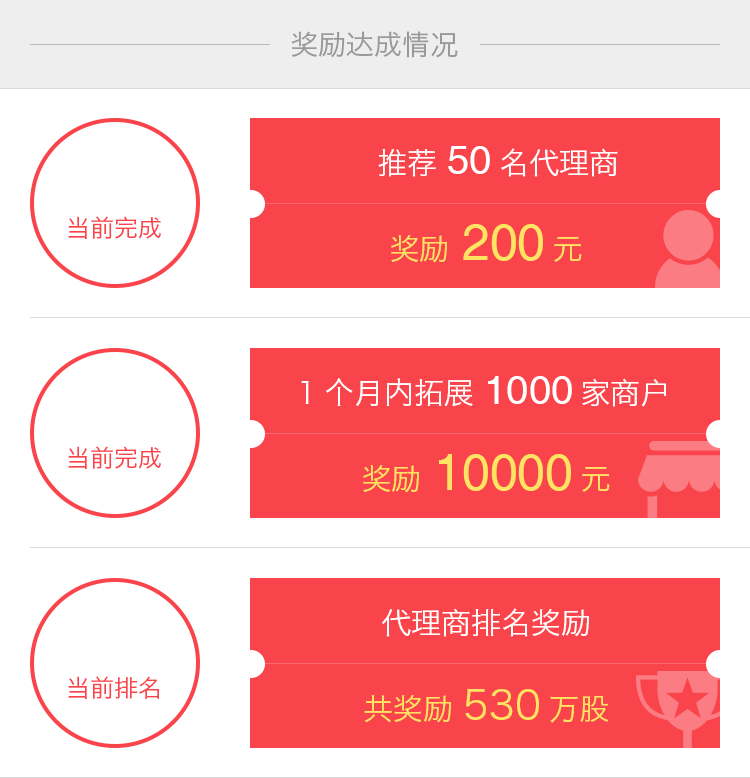 奖励达成情况
当前完成
推荐 50 名代理商
奖励 200 元
当前完成
1 个月内拓展 1000 家商户
奖励 10000 元
当前排名
代理商排名奖励
共奖励 530 万股